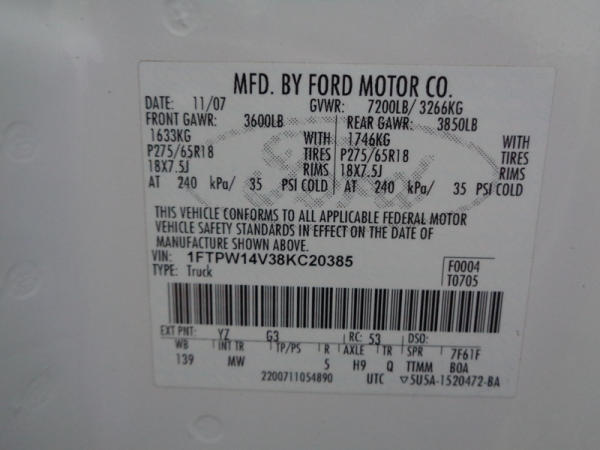 MFD. BY FORD MOTOR CO.
DATE: 11/07 GVWR: 7200LB/ 3266KG
FRONT GAWR: 3600LB REAR GAWR: 3850LB
1633KG WITH 1746KG WITH
P275/65R18 TIRES P275/65R18 TIRES
18X7.5J RIMS 18X7.5J RIMS
AT 240 kPa/ 35 PSI COLD AT 240 kPa/ 35 PSI COLD
THIS VEHICLE CONFORMS TO ALL APPLICABLE FEDERAL MOTOR
VEHICLE SAFETY STANDARDS IN EFFECT ON THE DATE OF
MANUFACTURE SHOWN ABOVE.
VIN: 1FTPW14V38KC20385 F0004
TYPE: Truck T0705
EXT PNT: YZ G3 RC: 53 DSO:
WB INT TR TP/PS R AXLE TR SPR 7F61F
139 MW 5 H9 Q TTMM BOA
2200711054890 UTC ▽5U5A-1520472-BA